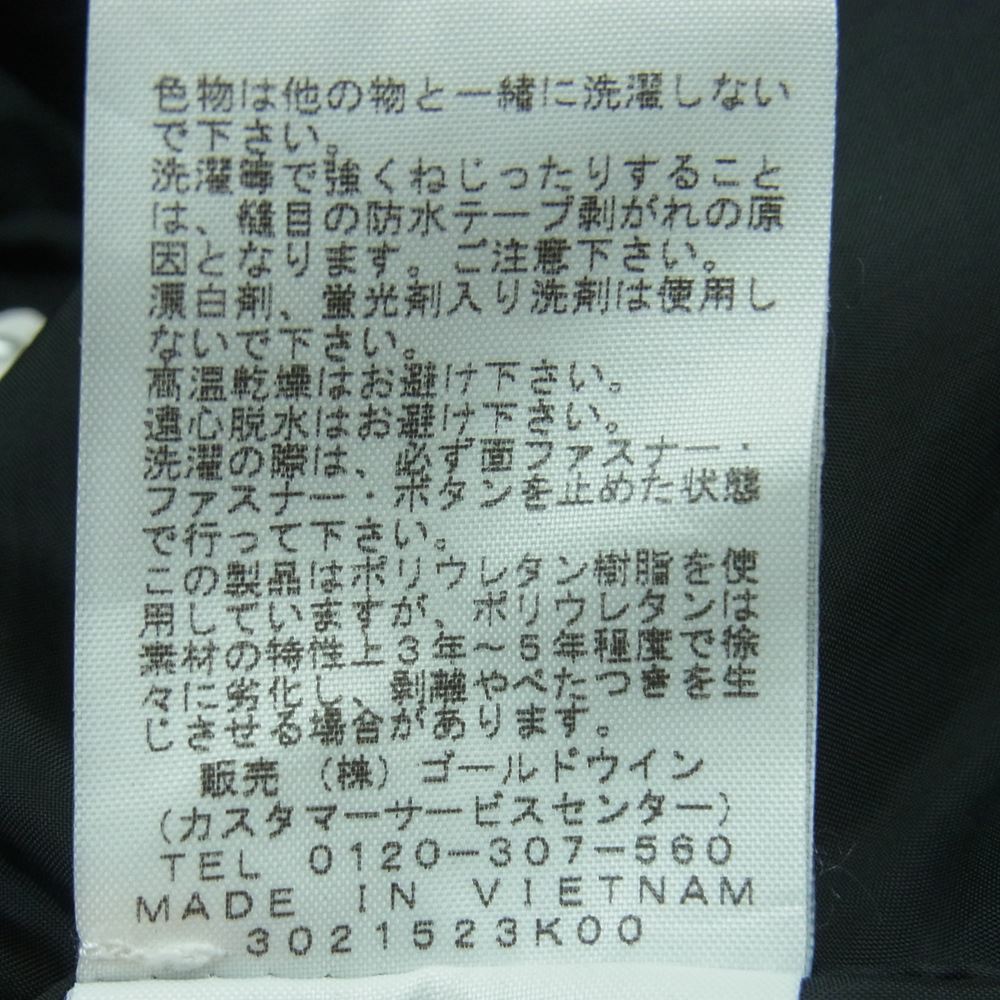 色物は他の物と一緒に洗濯しない
で下さい。
洗濯等で強くねじったりすること
は、縫目の防水テープ剥がれの原
因となります。ご注意下さい。
漂白剤、蛍光剤入り洗剤は使用し
ないで下さい。
高温乾燥はお避け下さい。
遠心脱水はお避け下さい。
洗濯の際は、必ず面ファスナー・
ファスナー・ボタンを止めた状態
で行って下さい。
この製品はポリウレタン樹脂を使
用していますが、ポリウレタンは
素材の特性上3年～5年程度で徐
々に劣化し、剥離やべたつきを生
じさせる場合があります。
販売（株）ゴールドウイン
（カスタマーサービスセンター）
TEL 0120-307-560
MADE IN VIETNAM
3021523K00